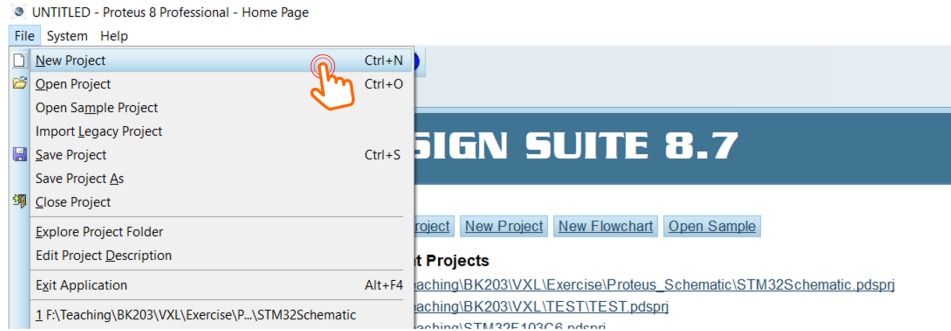 UNTITLED - Proteus 8 Professional - Home Page
File System Help
New Project Ctrl+N
Open Project Ctrl+O
Open Sample Project
Import Legacy Project
Save Project Ctrl+S
SIGN SUITE 8.7
Save Project As
Close Project
Explore Project Folder
roject New Project New Flowchart Open Sample
Edit Project Description
t Projects
Exit Application Alt+F4
eaching\BK203\VXL\Exercise\Proteus_Schematic\STM32Schematic.pdsprj
eaching\BK203\VXL\TEST\TEST.pdsprj
1 F:\Teaching\BK203\VXL\Exercise\P...\STM32Schematic
eaching\STM32F103C6.pdsprj